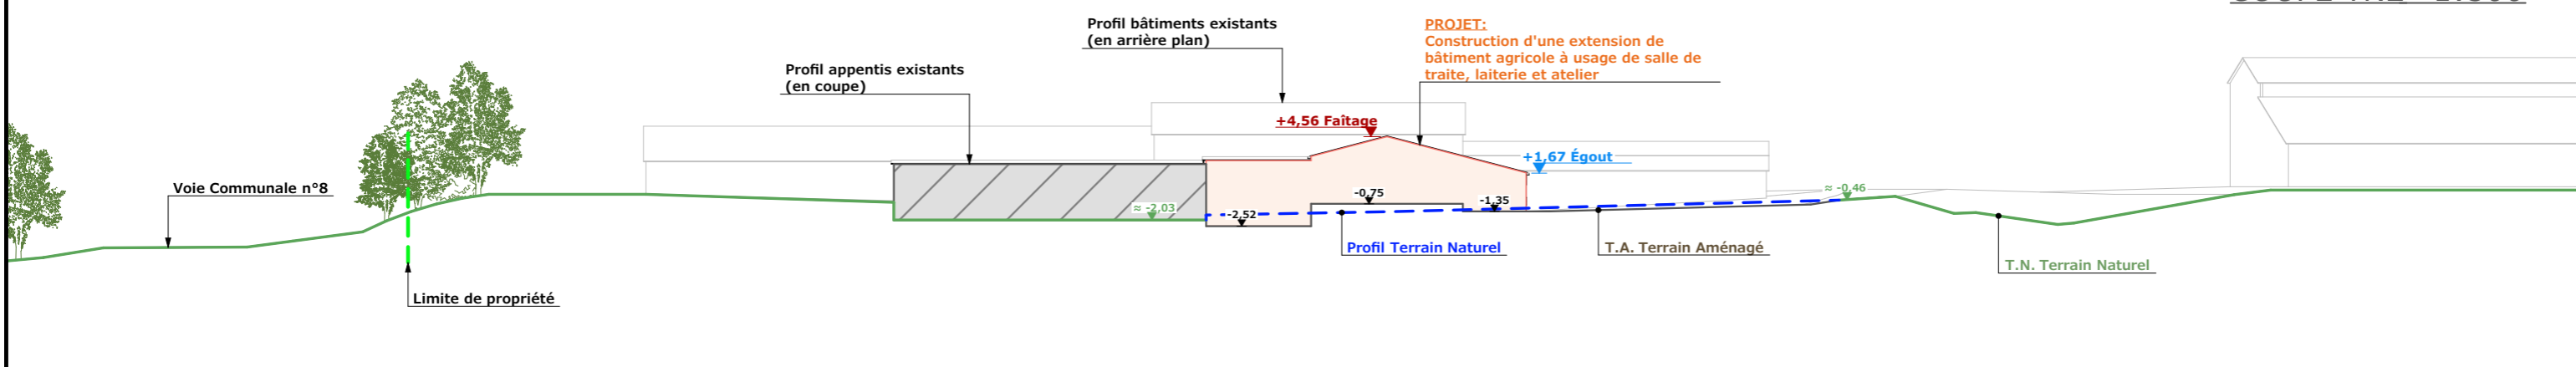 Profil bâtiments existants
(en arrière plan)
PROJET:
Construction d'une extension de
bâtiment agricole à usage de salle de
traite, laiterie et atelier
Profil appentis existants
(en coupe)
+4,56 Faîtage
+1,67 Égout
Voie Communale n°8
≈ -2,03
-2,52
-0,75
-1,35
≈ -0,46
Profil Terrain Naturel
T.A. Terrain Aménagé
T.N. Terrain Naturel
Limite de propriété